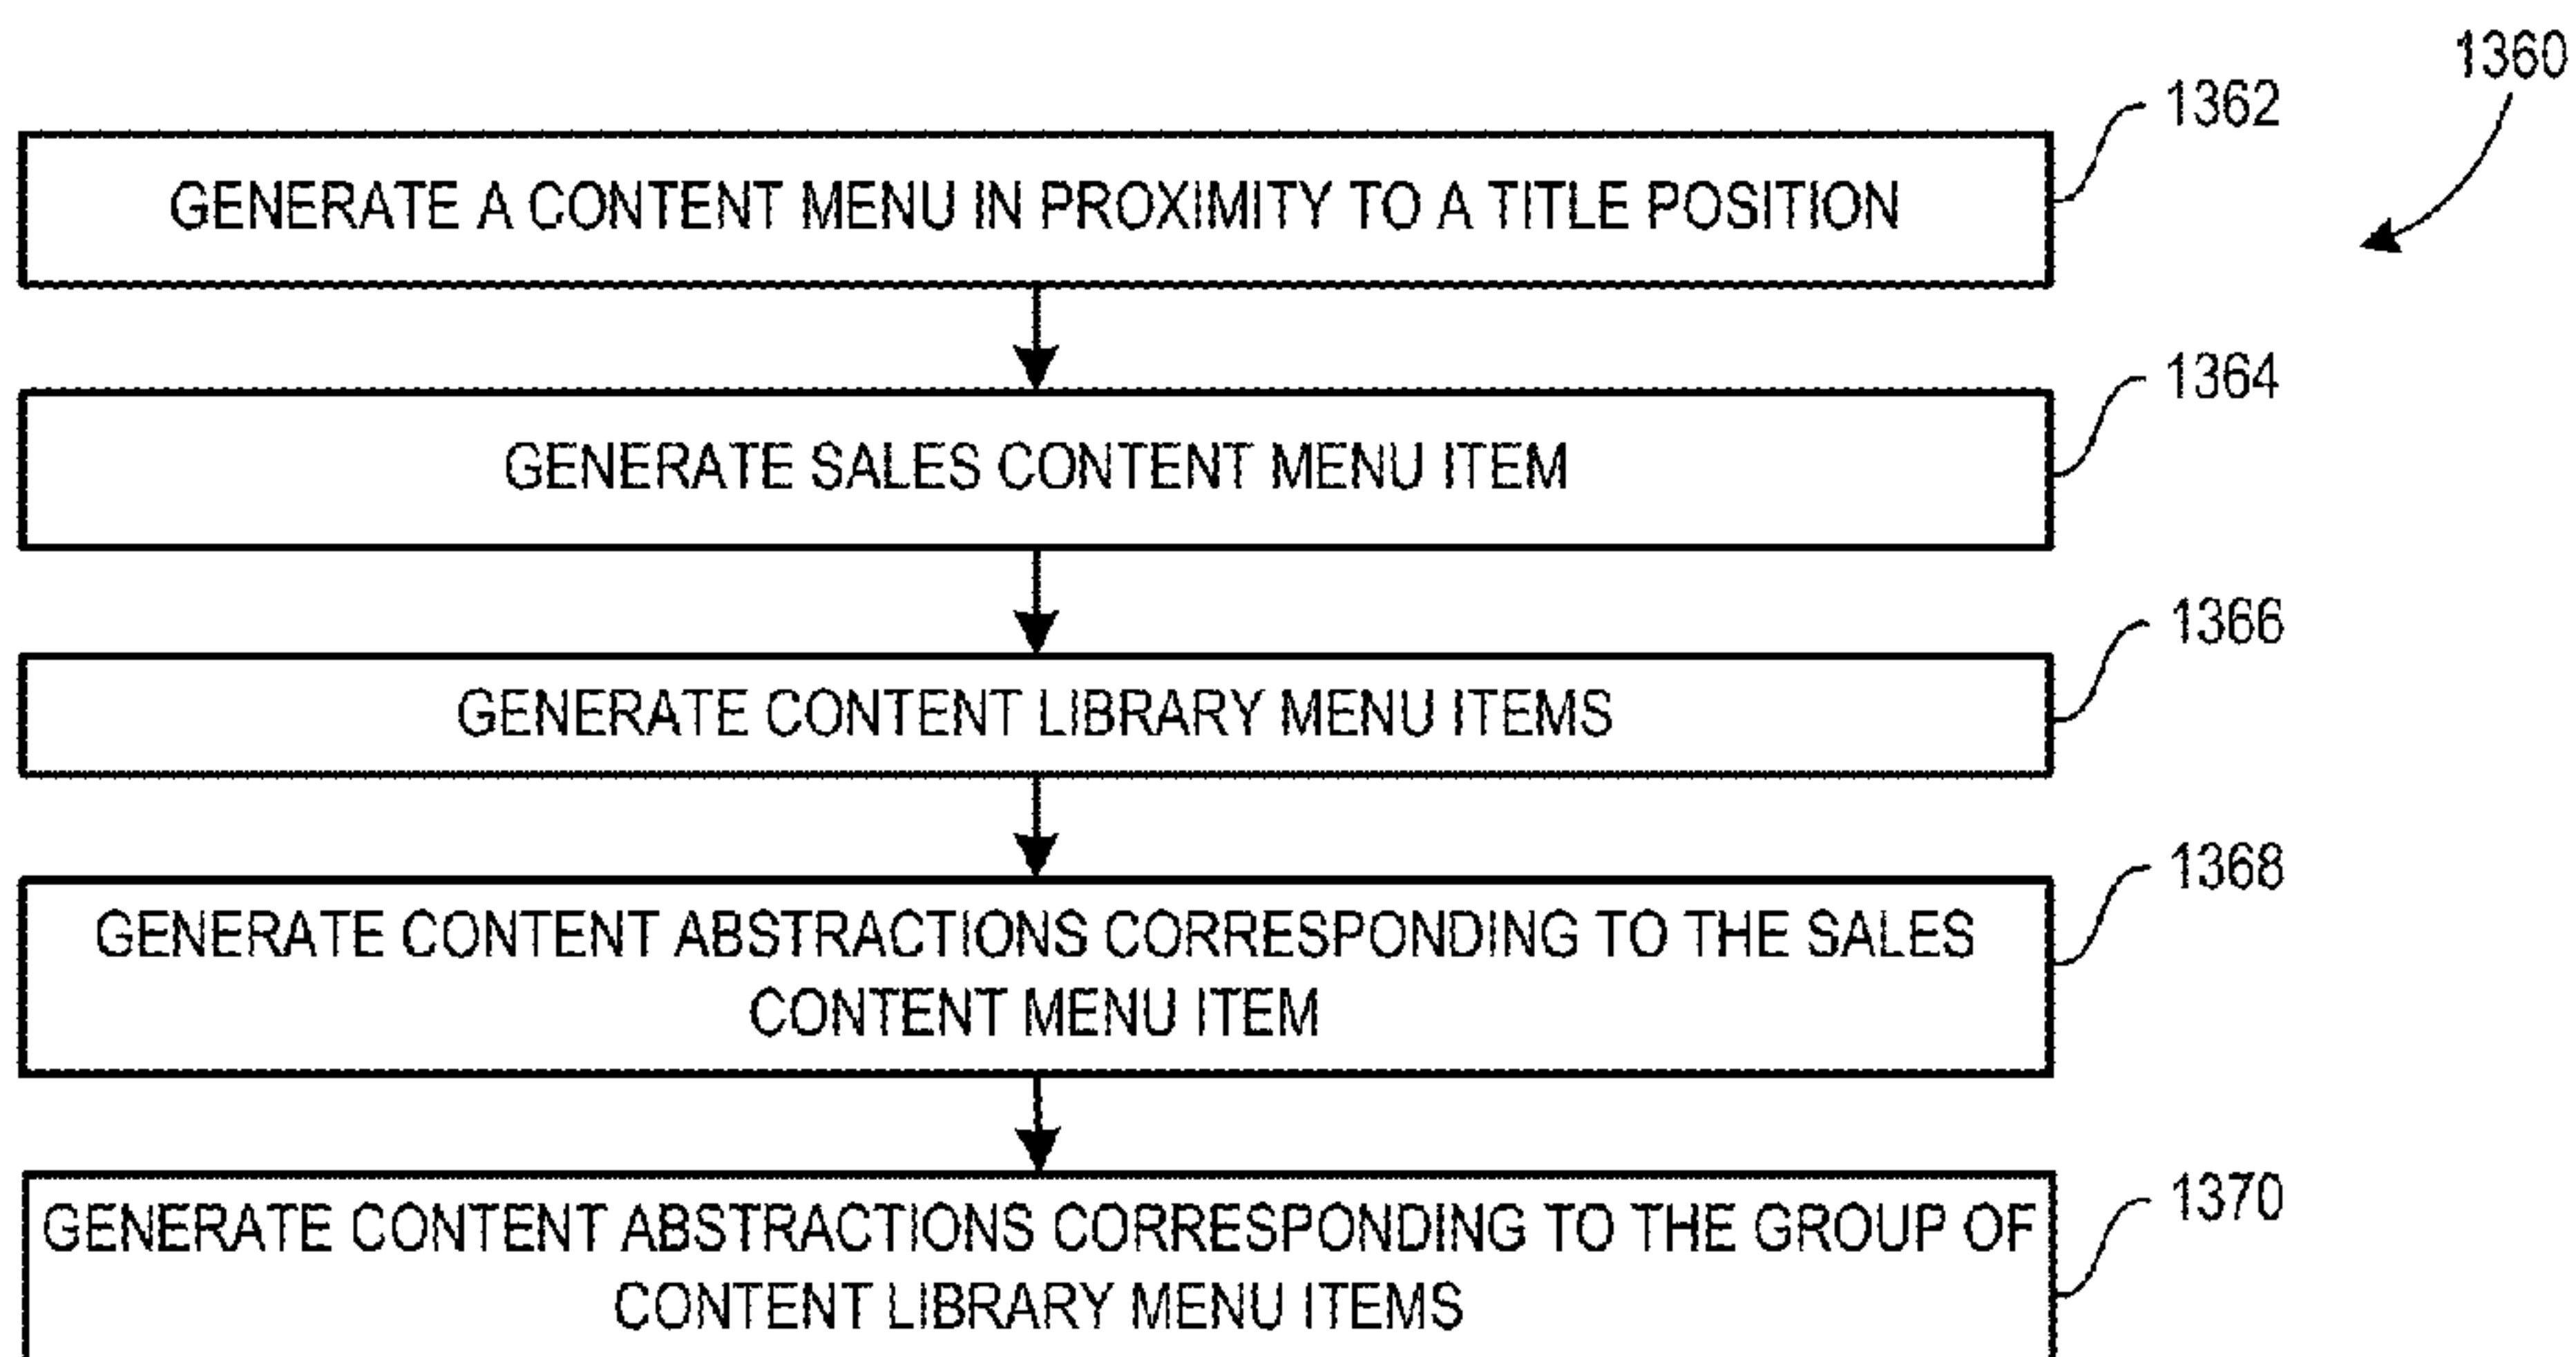 1360
1362
GENERATE A CONTENT MENU IN PROXIMITY TO A TITLE POSITION
1364
GENERATE SALES CONTENT MENU ITEM
1366
GENERATE CONTENT LIBRARY MENU ITEMS
1368
GENERATE CONTENT ABSTRACTIONS CORRESPONDING TO THE SALES
CONTENT MENU ITEM
1370
GENERATE CONTENT ABSTRACTIONS CORRESPONDING TO THE GROUP OF
CONTENT LIBRARY MENU ITEMS